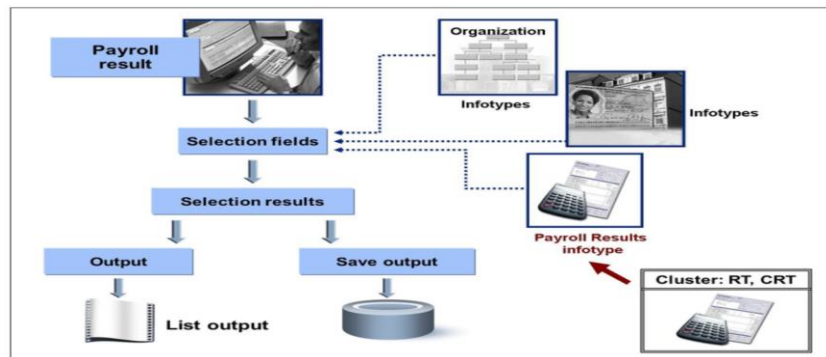 Payroll
result
Organization
Infotypes
Infotypes
Selection fields
Selection results
Payroll Results
infotype
Output
Save output
Cluster: RT, CRT
List output